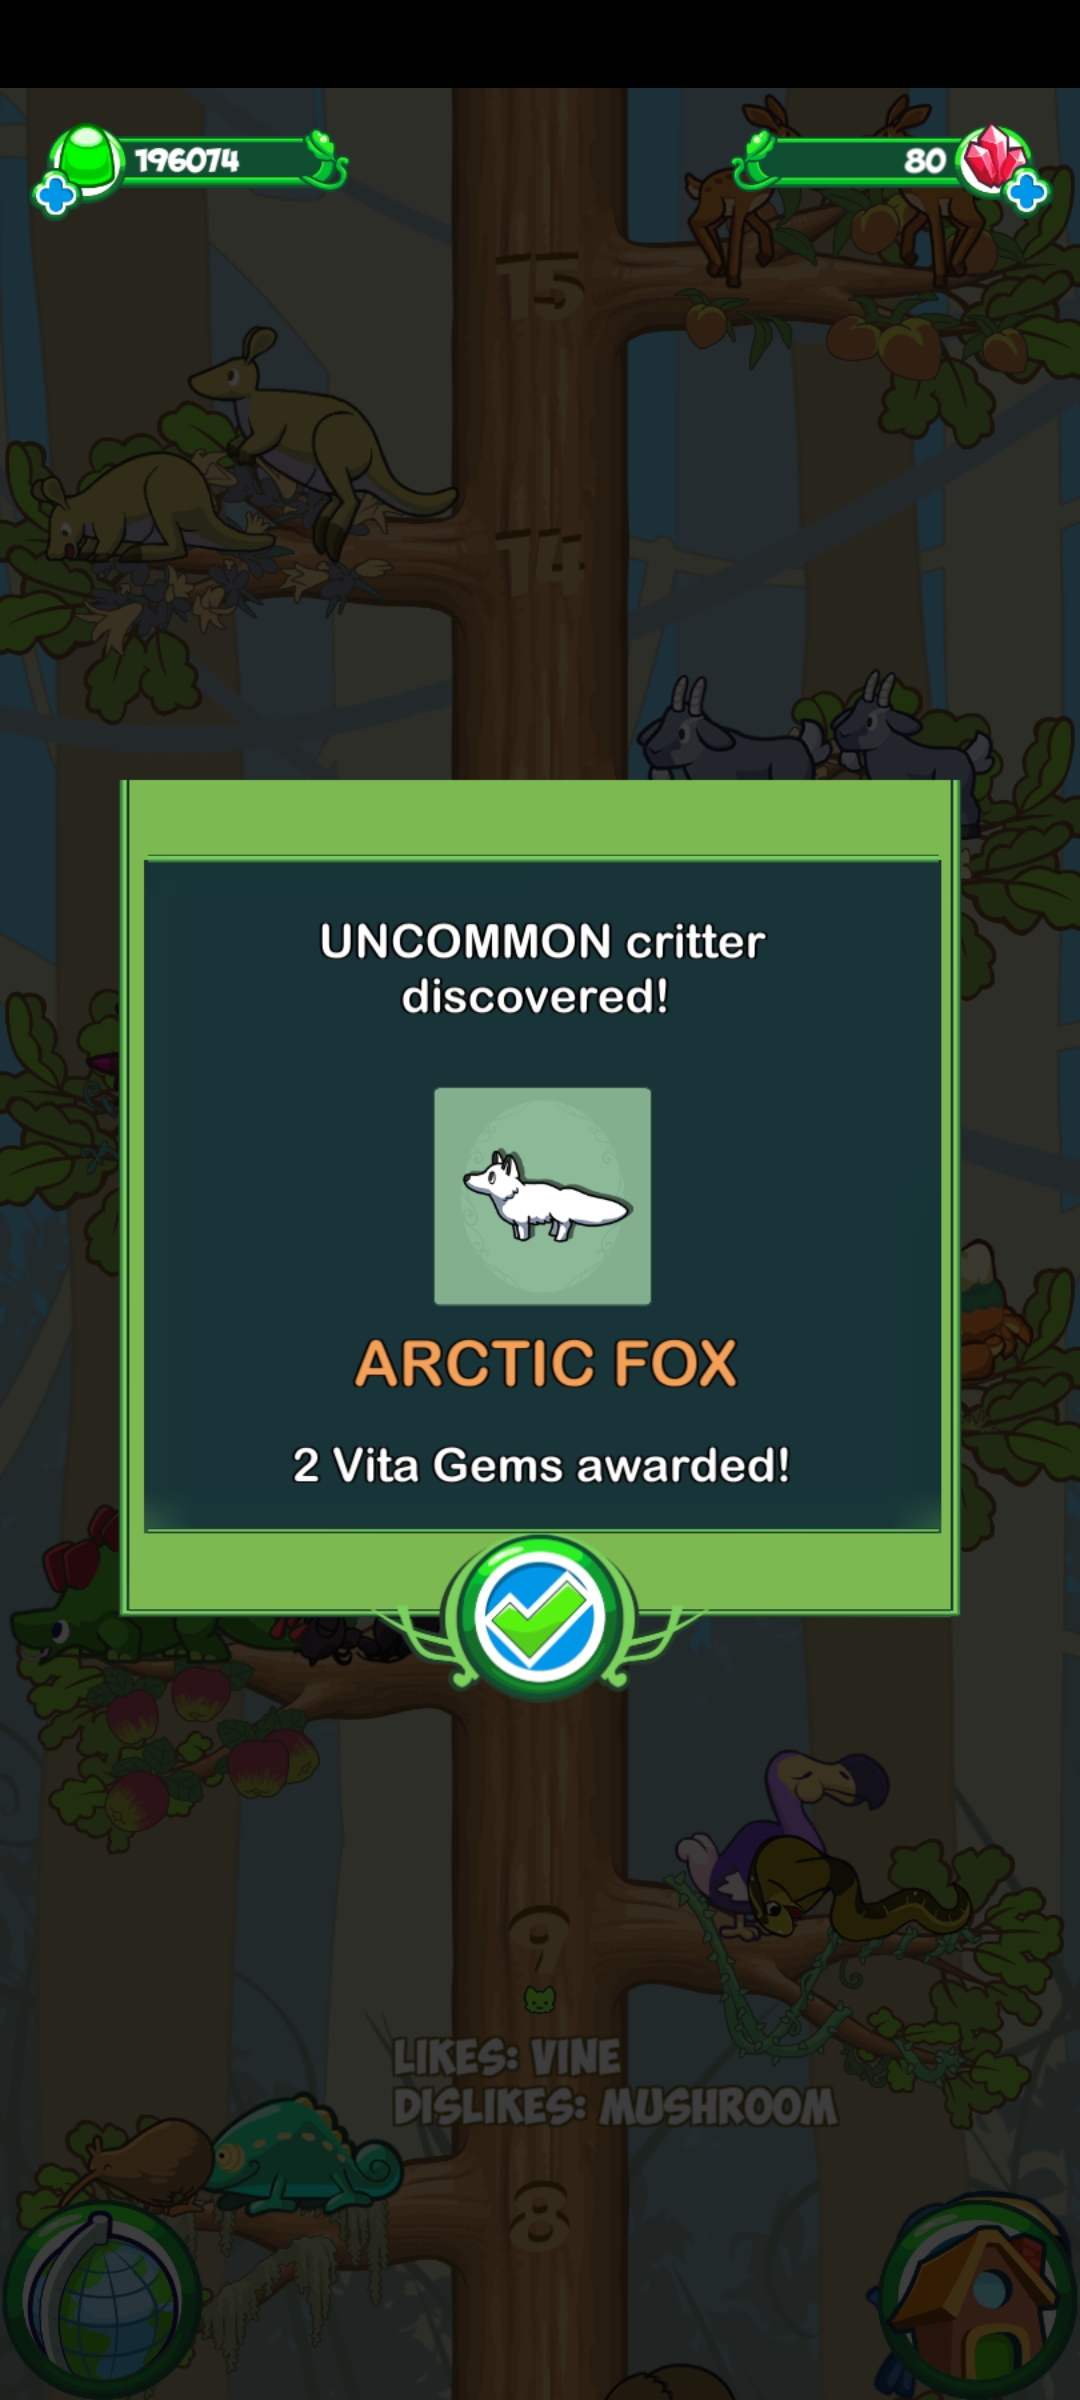 196074
80
15
14
UNCOMMON critter
discovered!
ARCTIC FOX
2 Vita Gems awarded!
9
LIKES: VINE
DISLIKES: MUSHROOM
8